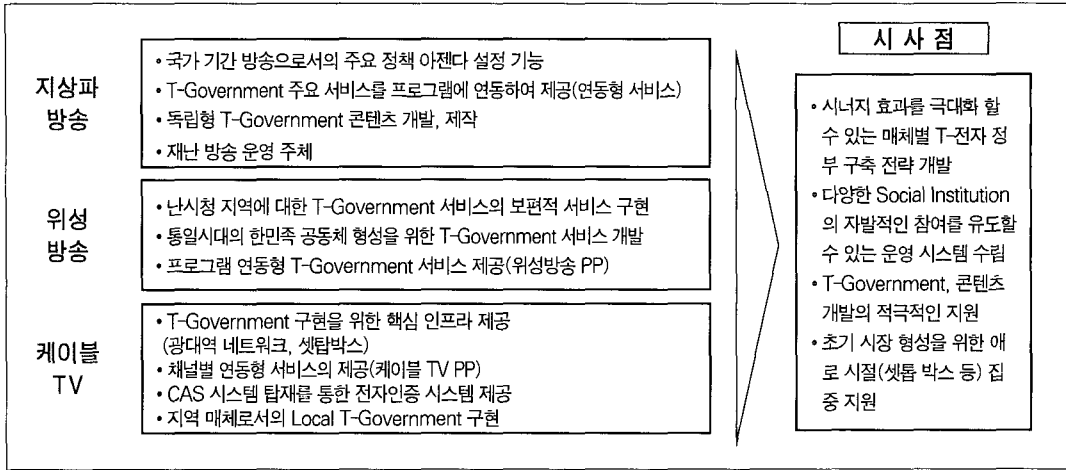 지상파
방송
• 국가 기간 방송으로서의 주요 정책 아젠다 설정 기능
• T-Government 주요 서비스를 프로그램에 연동하여 제공(연동형 서비스)
• 독립형 T-Government 콘텐츠 개발, 제작
• 재난 방송 운영 주체
위성
방송
• 난시청 지역에 대한 T-Government 서비스의 보편적 서비스 구현
• 통일시대의 한민족 공동체 형성을 위한 T-Government 서비스 개발
• 프로그램 연동형 T-Government 서비스 제공(위성방송 PP)
케이블
TV
• T-Government 구현을 위한 핵심 인프라 제공
(광대역 네트워크, 셋탑박스)
• 채널별 연동형 서비스의 제공(케이블 TV PP)
• CAS 시스템 탑재를 통한 전자인증 시스템 제공
• 지역 매체로서의 Local T-Government 구현
시 사 점
• 시너지 효과를 극대화 할
수 있는 매체별 T-전자 정
부 구축 전략 개발
• 다양한 Social Institution
의 자발적인 참여를 유도할
수 있는 운영 시스템 수립
• T-Government, 콘텐츠
개발의 적극적인 지원
• 초기 시장 형성을 위한 애
로 시절(셋톱 박스 등) 집
중 지원